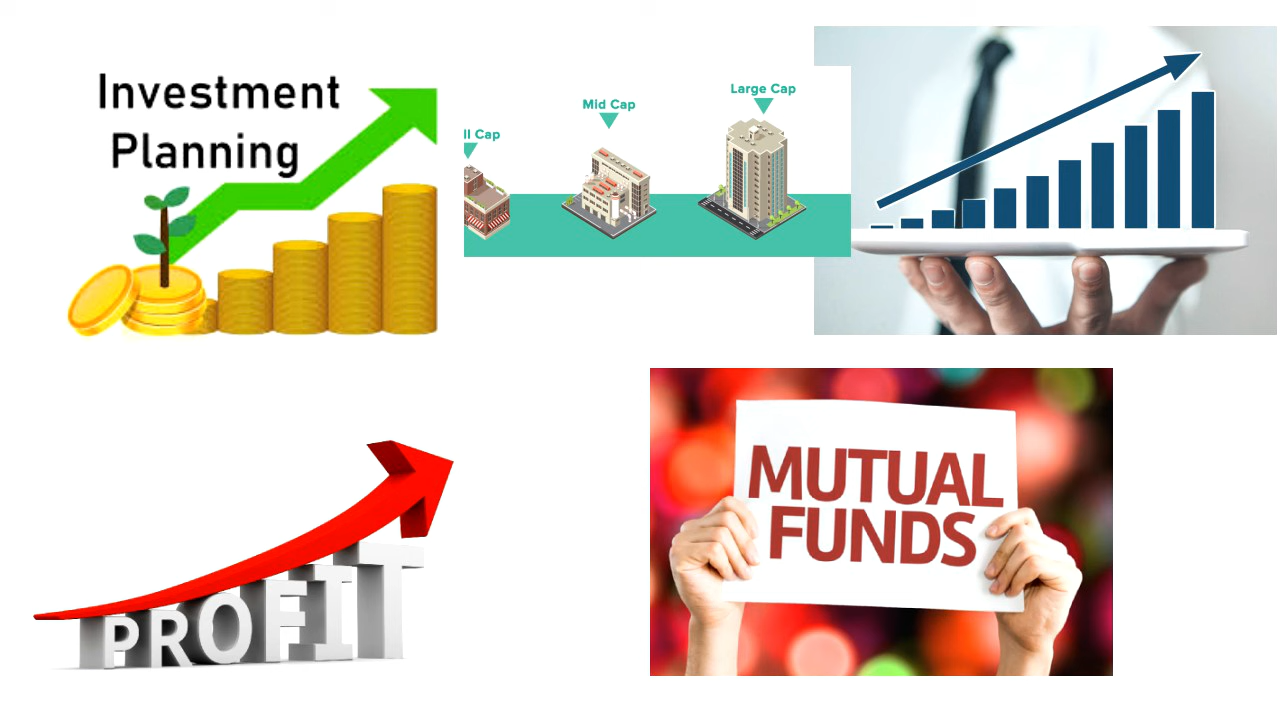 Investment
Planning
ll Cap
Mid Cap
Large Cap
PROFIT
MUTUAL
FUNDS